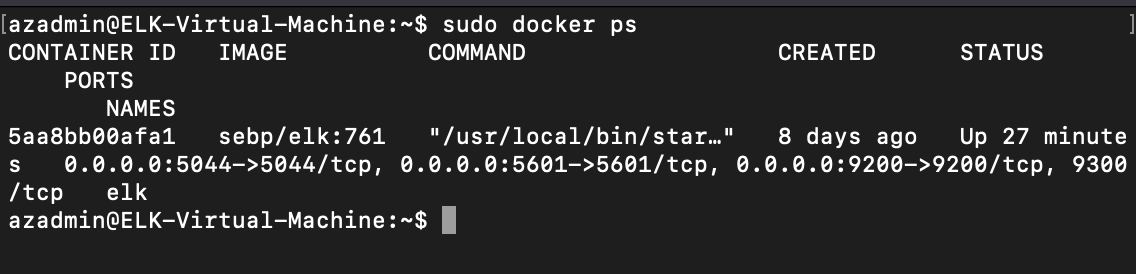 [azadmin@ELK-Virtual-Machine:~$ sudo docker ps ]
CONTAINER ID   IMAGE          COMMAND                  CREATED      STATUS
    PORTS
       NAMES
5aa8bb00afa1   sebp/elk:761   "/usr/local/bin/star…"   8 days ago   Up 27 minute
s   0.0.0.0:5044->5044/tcp, 0.0.0.0:5601->5601/tcp, 0.0.0.0:9200->9200/tcp, 9300
/tcp   elk
azadmin@ELK-Virtual-Machine:~$